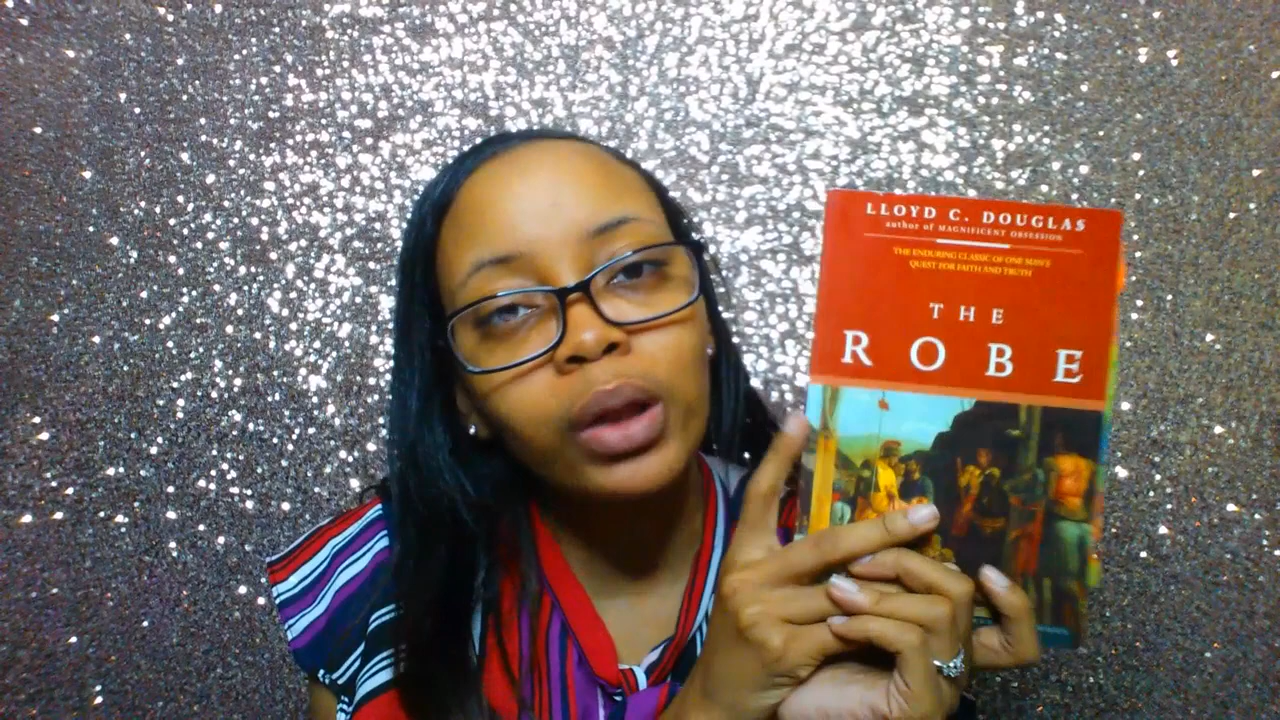 LLOYD C. DOUGLAS
author of MAGNIFICENT OBSESSION
THE ENDURING CLASSIC OF ONE MAN'S
QUEST FOR FAITH AND TRUTH
THE
ROBE